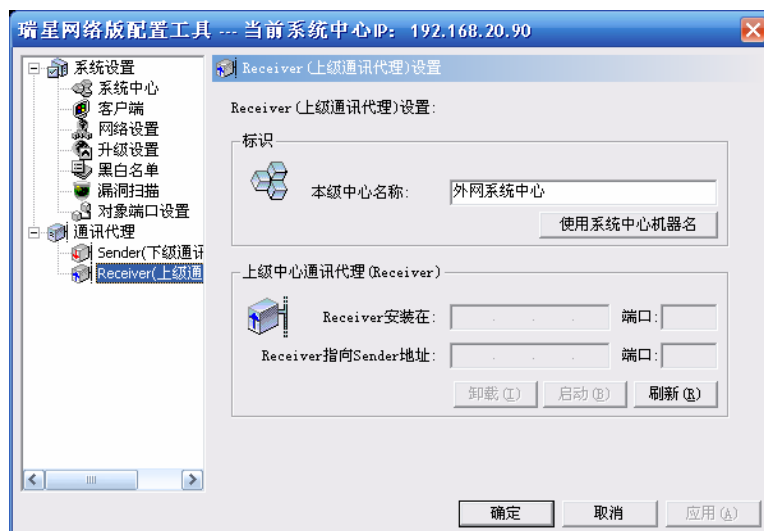 瑞星网络版配置工具 --- 当前系统中心IP: 192.168.20.90
系统设置
系统中心
客户端
网络设置
升级设置
黑白名单
漏洞扫描
对象端口设置
通讯代理
Sender(下级通讯
Receiver(上级通
Receiver(上级通讯代理)设置
Receiver(上级通讯代理)设置:
标识
本级中心名称: 外网系统中心
使用系统中心机器名
上级中心通讯代理(Receiver)
Receiver安装在: . . . 端口:
Receiver指向Sender地址: . . . 端口:
卸载(I) 启动(B) 刷新(R)
确定 取消 应用(A)